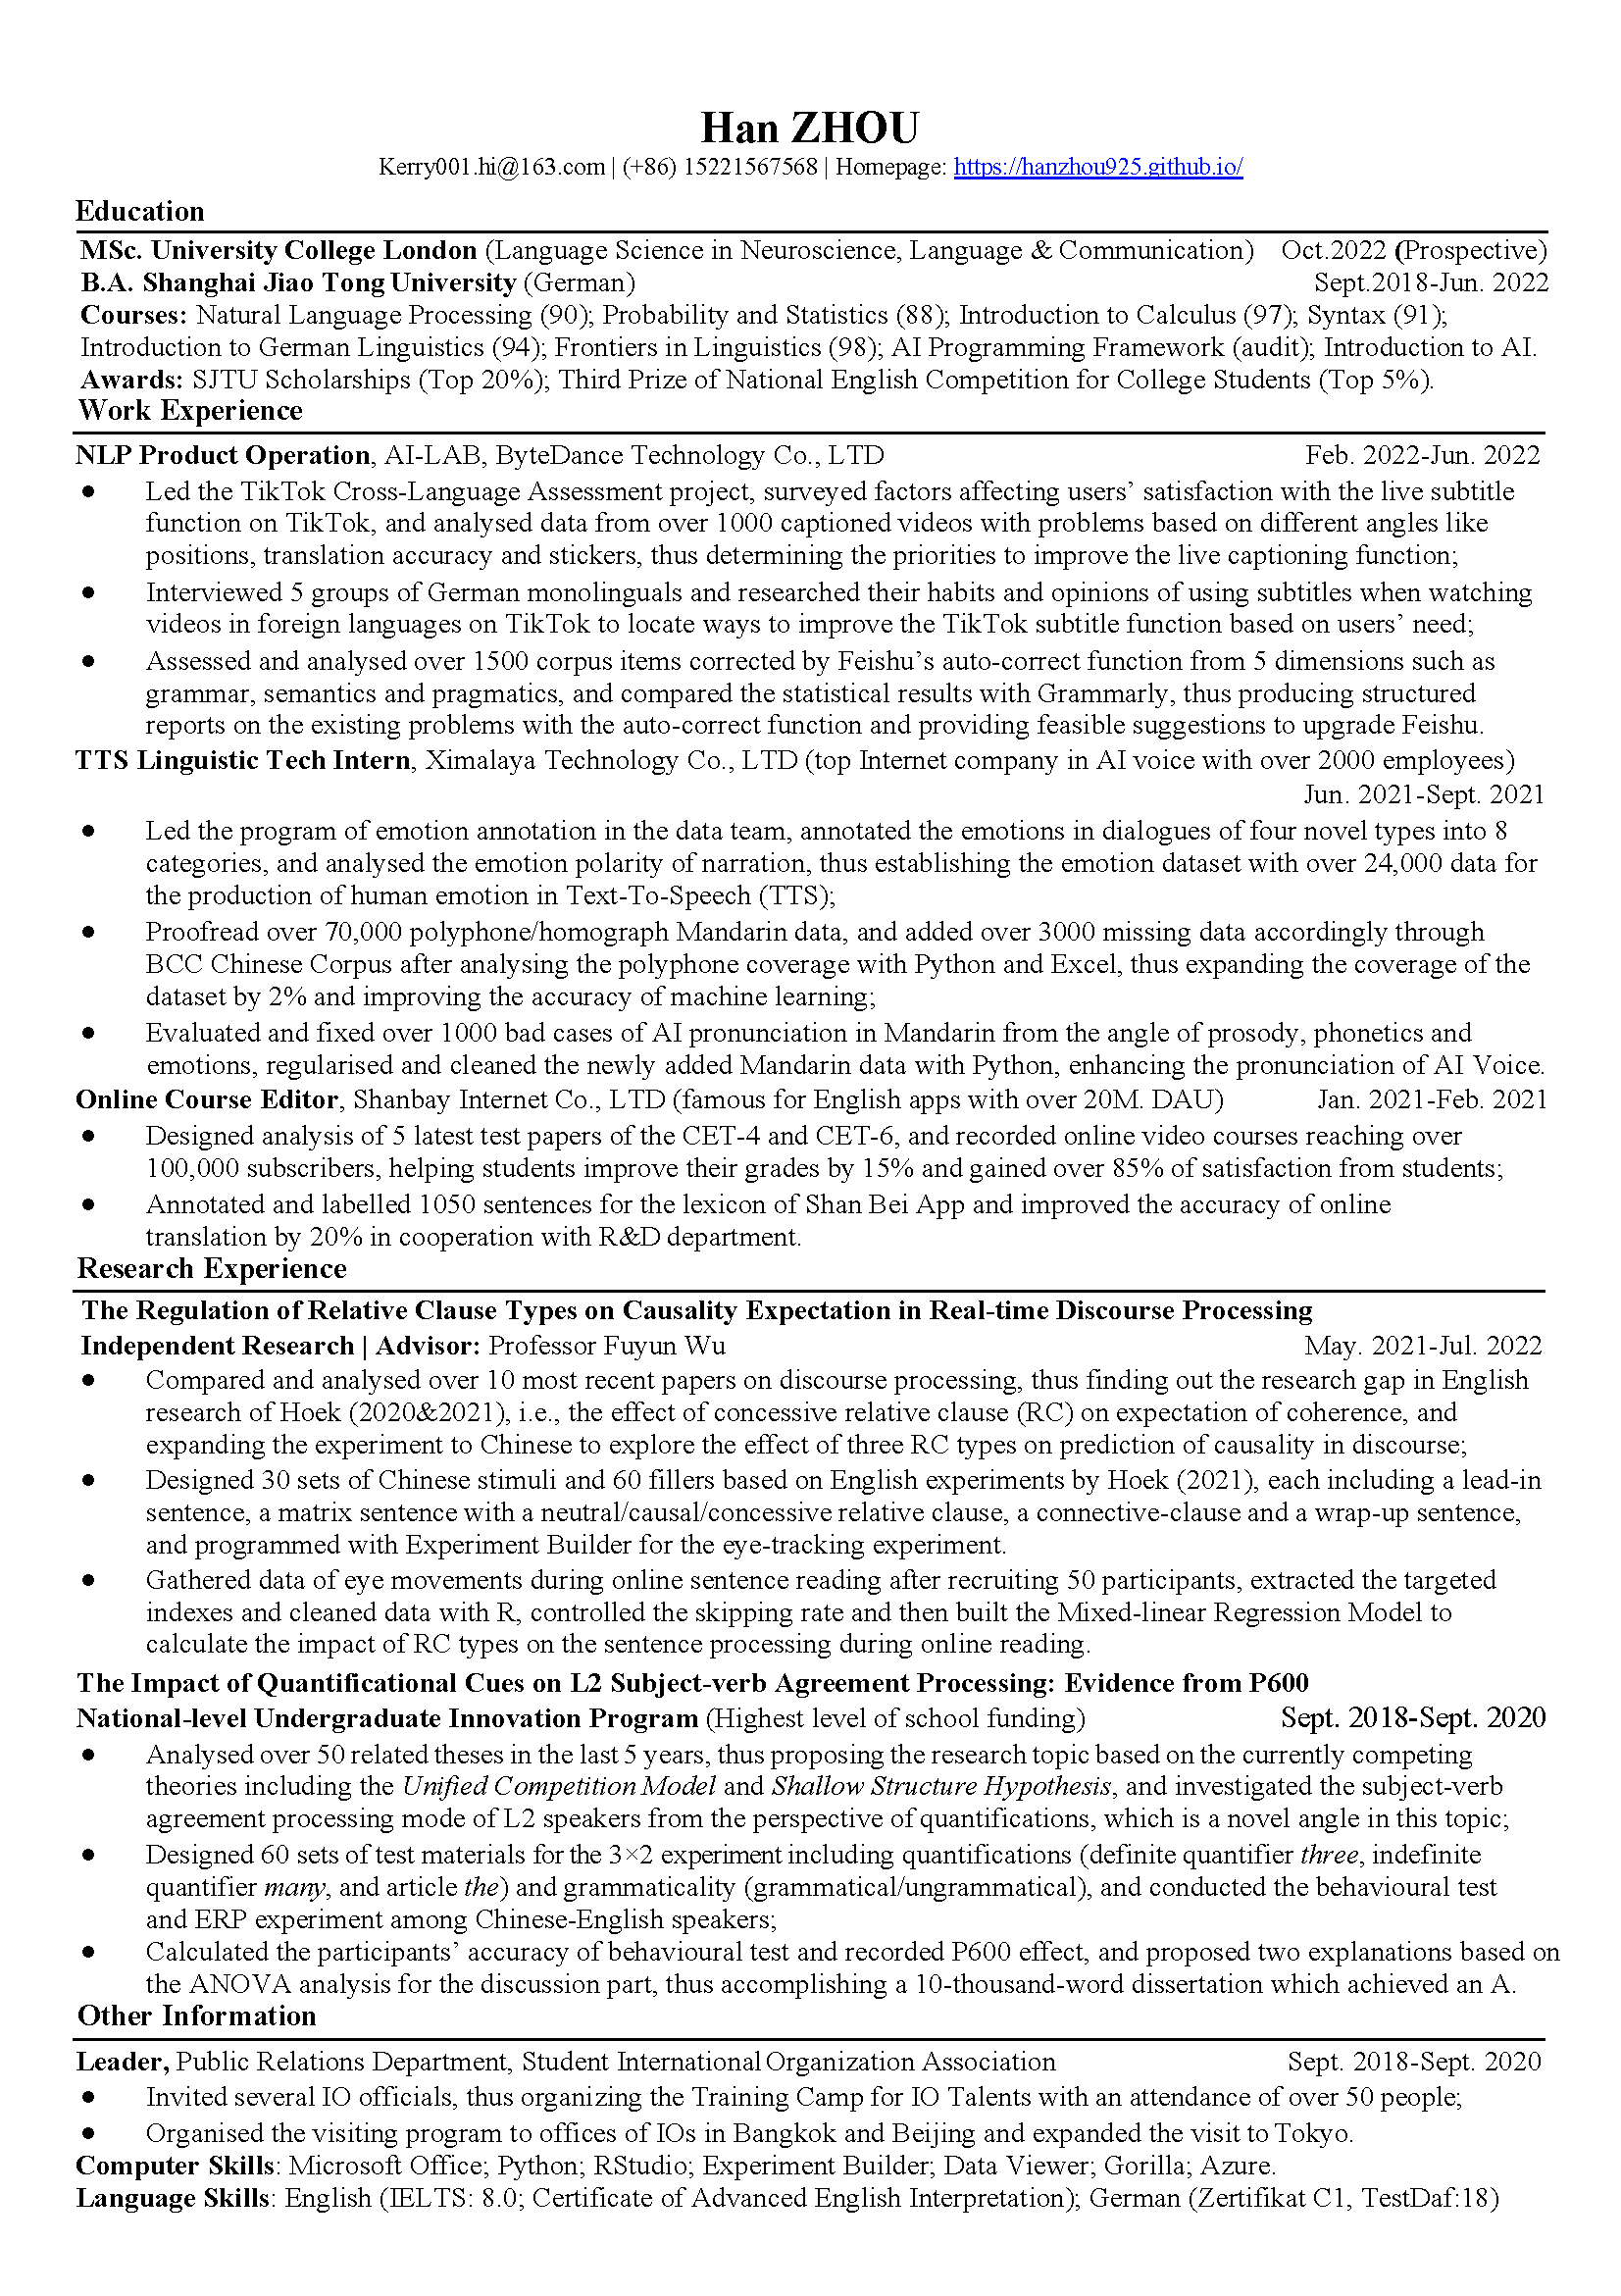 Han ZHOU
Kerry001.hi@163.com | (+86) 15221567568 | Homepage: https://hanzhou925.github.io/
Education
MSc. University College London (Language Science in Neuroscience, Language & Communication) Oct.2022 (Prospective)
B.A. Shanghai Jiao Tong University (German) Sept.2018-Jun. 2022
Courses: Natural Language Processing (90); Probability and Statistics (88); Introduction to Calculus (97); Syntax (91);
Introduction to German Linguistics (94); Frontiers in Linguistics (98); AI Programming Framework (audit); Introduction to AI.
Awards: SJTU Scholarships (Top 20%); Third Prize of National English Competition for College Students (Top 5%).
Work Experience
NLP Product Operation, AI-LAB, ByteDance Technology Co., LTD Feb. 2022-Jun. 2022
● Led the TikTok Cross-Language Assessment project, surveyed factors affecting users’ satisfaction with the live subtitle
function on TikTok, and analysed data from over 1000 captioned videos with problems based on different angles like
positions, translation accuracy and stickers, thus determining the priorities to improve the live captioning function;
● Interviewed 5 groups of German monolinguals and researched their habits and opinions of using subtitles when watching
videos in foreign languages on TikTok to locate ways to improve the TikTok subtitle function based on users’ need;
● Assessed and analysed over 1500 corpus items corrected by Feishu’s auto-correct function from 5 dimensions such as
grammar, semantics and pragmatics, and compared the statistical results with Grammarly, thus producing structured
reports on the existing problems with the auto-correct function and providing feasible suggestions to upgrade Feishu.
TTS Linguistic Tech Intern, Ximalaya Technology Co., LTD (top Internet company in AI voice with over 2000 employees)
Jun. 2021-Sept. 2021
● Led the program of emotion annotation in the data team, annotated the emotions in dialogues of four novel types into 8
categories, and analysed the emotion polarity of narration, thus establishing the emotion dataset with over 24,000 data for
the production of human emotion in Text-To-Speech (TTS);
● Proofread over 70,000 polyphone/homograph Mandarin data, and added over 3000 missing data accordingly through
BCC Chinese Corpus after analysing the polyphone coverage with Python and Excel, thus expanding the coverage of the
dataset by 2% and improving the accuracy of machine learning;
● Evaluated and fixed over 1000 bad cases of AI pronunciation in Mandarin from the angle of prosody, phonetics and
emotions, regularised and cleaned the newly added Mandarin data with Python, enhancing the pronunciation of AI Voice.
Online Course Editor, Shanbay Internet Co., LTD (famous for English apps with over 20M. DAU) Jan. 2021-Feb. 2021
● Designed analysis of 5 latest test papers of the CET-4 and CET-6, and recorded online video courses reaching over
100,000 subscribers, helping students improve their grades by 15% and gained over 85% of satisfaction from students;
● Annotated and labelled 1050 sentences for the lexicon of Shan Bei App and improved the accuracy of online
translation by 20% in cooperation with R&D department.
Research Experience
The Regulation of Relative Clause Types on Causality Expectation in Real-time Discourse Processing
Independent Research | Advisor: Professor Fuyun Wu May. 2021-Jul. 2022
● Compared and analysed over 10 most recent papers on discourse processing, thus finding out the research gap in English
research of Hoek (2020&2021), i.e., the effect of concessive relative clause (RC) on expectation of coherence, and
expanding the experiment to Chinese to explore the effect of three RC types on prediction of causality in discourse;
● Designed 30 sets of Chinese stimuli and 60 fillers based on English experiments by Hoek (2021), each including a lead-in
sentence, a matrix sentence with a neutral/causal/concessive relative clause, a connective-clause and a wrap-up sentence,
and programmed with Experiment Builder for the eye-tracking experiment.
● Gathered data of eye movements during online sentence reading after recruiting 50 participants, extracted the targeted
indexes and cleaned data with R, controlled the skipping rate and then built the Mixed-linear Regression Model to
calculate the impact of RC types on the sentence processing during online reading.
The Impact of Quantificational Cues on L2 Subject-verb Agreement Processing: Evidence from P600
National-level Undergraduate Innovation Program (Highest level of school funding) Sept. 2018-Sept. 2020
● Analysed over 50 related theses in the last 5 years, thus proposing the research topic based on the currently competing
theories including the Unified Competition Model and Shallow Structure Hypothesis, and investigated the subject-verb
agreement processing mode of L2 speakers from the perspective of quantifications, which is a novel angle in this topic;
● Designed 60 sets of test materials for the 3×2 experiment including quantifications (definite quantifier three, indefinite
quantifier many, and article the) and grammaticality (grammatical/ungrammatical), and conducted the behavioural test
and ERP experiment among Chinese-English speakers;
● Calculated the participants’ accuracy of behavioural test and recorded P600 effect, and proposed two explanations based on
the ANOVA analysis for the discussion part, thus accomplishing a 10-thousand-word dissertation which achieved an A.
Other Information
Leader, Public Relations Department, Student International Organization Association Sept. 2018-Sept. 2020
● Invited several IO officials, thus organizing the Training Camp for IO Talents with an attendance of over 50 people;
● Organised the visiting program to offices of IOs in Bangkok and Beijing and expanded the visit to Tokyo.
Computer Skills: Microsoft Office; Python; RStudio; Experiment Builder; Data Viewer; Gorilla; Azure.
Language Skills: English (IELTS: 8.0; Certificate of Advanced English Interpretation); German (Zertifikat C1, TestDaf:18)